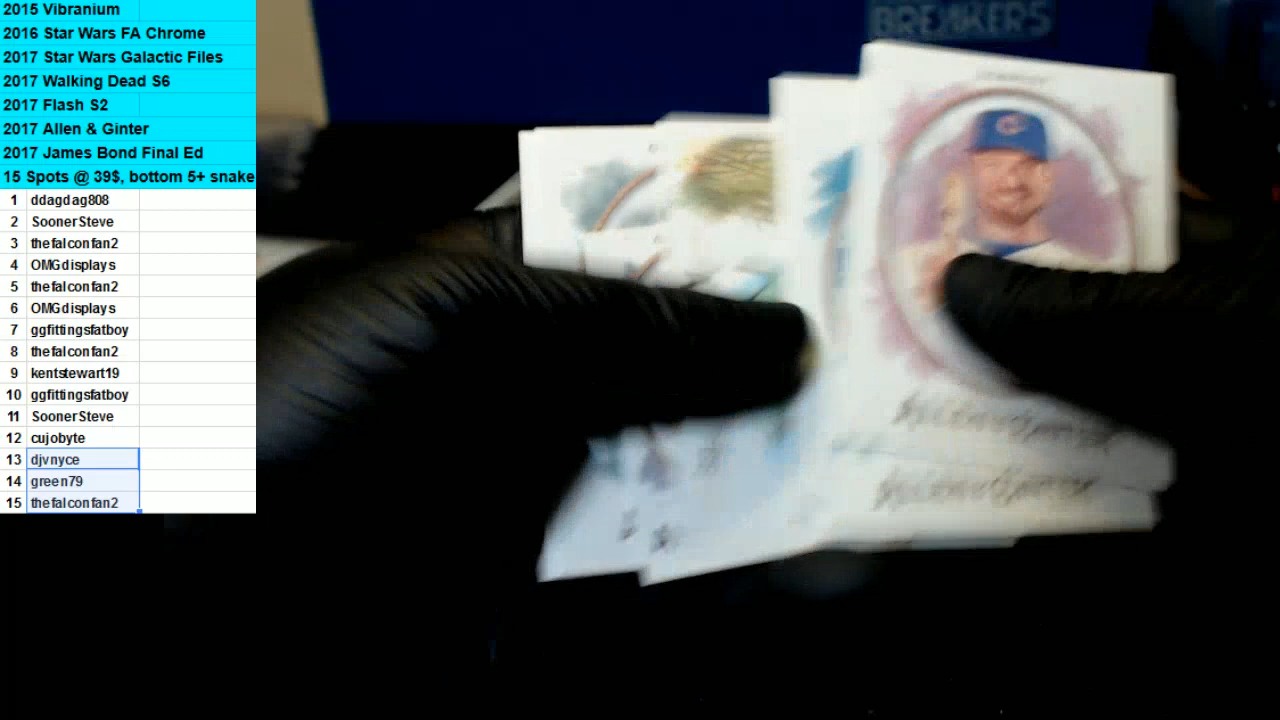 2015 Vibranium
2016 Star Wars FA Chrome
2017 Star Wars Galactic Files
2017 Walking Dead S6
2017 Flash S2
2017 Allen & Ginter
2017 James Bond Final Ed
15 Spots @ 39$, bottom 5+ snake
1 ddagdag808
2 SoonerSteve
3 thefalconfan2
4 OMGdisplays
5 thefalconfan2
6 OMGdisplays
7 ggfittingsfatboy
8 thefalconfan2
9 kentstewart19
10 ggfittingsfatboy
11 SoonerSteve
12 cujobyte
13 djvnyce
14 green79
15 thefalconfan2
BREAKERS